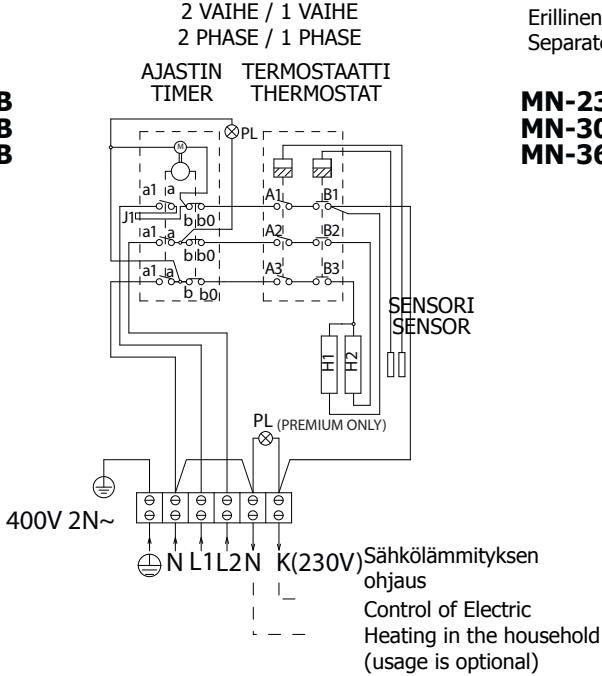 2 VAIHE / 1 VAIHE
2 PHASE / 1 PHASE
Erillinen
Separat
AJASTIN
TIMER
TERMOSTAATTI
THERMOSTAT
B
B
B
MN-23
MN-30
MN-36
PL
M
a1 a
A1 B1
J1
b b0
a1 a
A2 B2
b b0
a1 a
A3 B3
b b0
SENSORI
SENSOR
H1
H2
PL (PREMIUM ONLY)
400V 2N~
N L1 L2 N K(230V)
Sähkölämmityksen
ohjaus
Control of Electric
Heating in the household
(usage is optional)